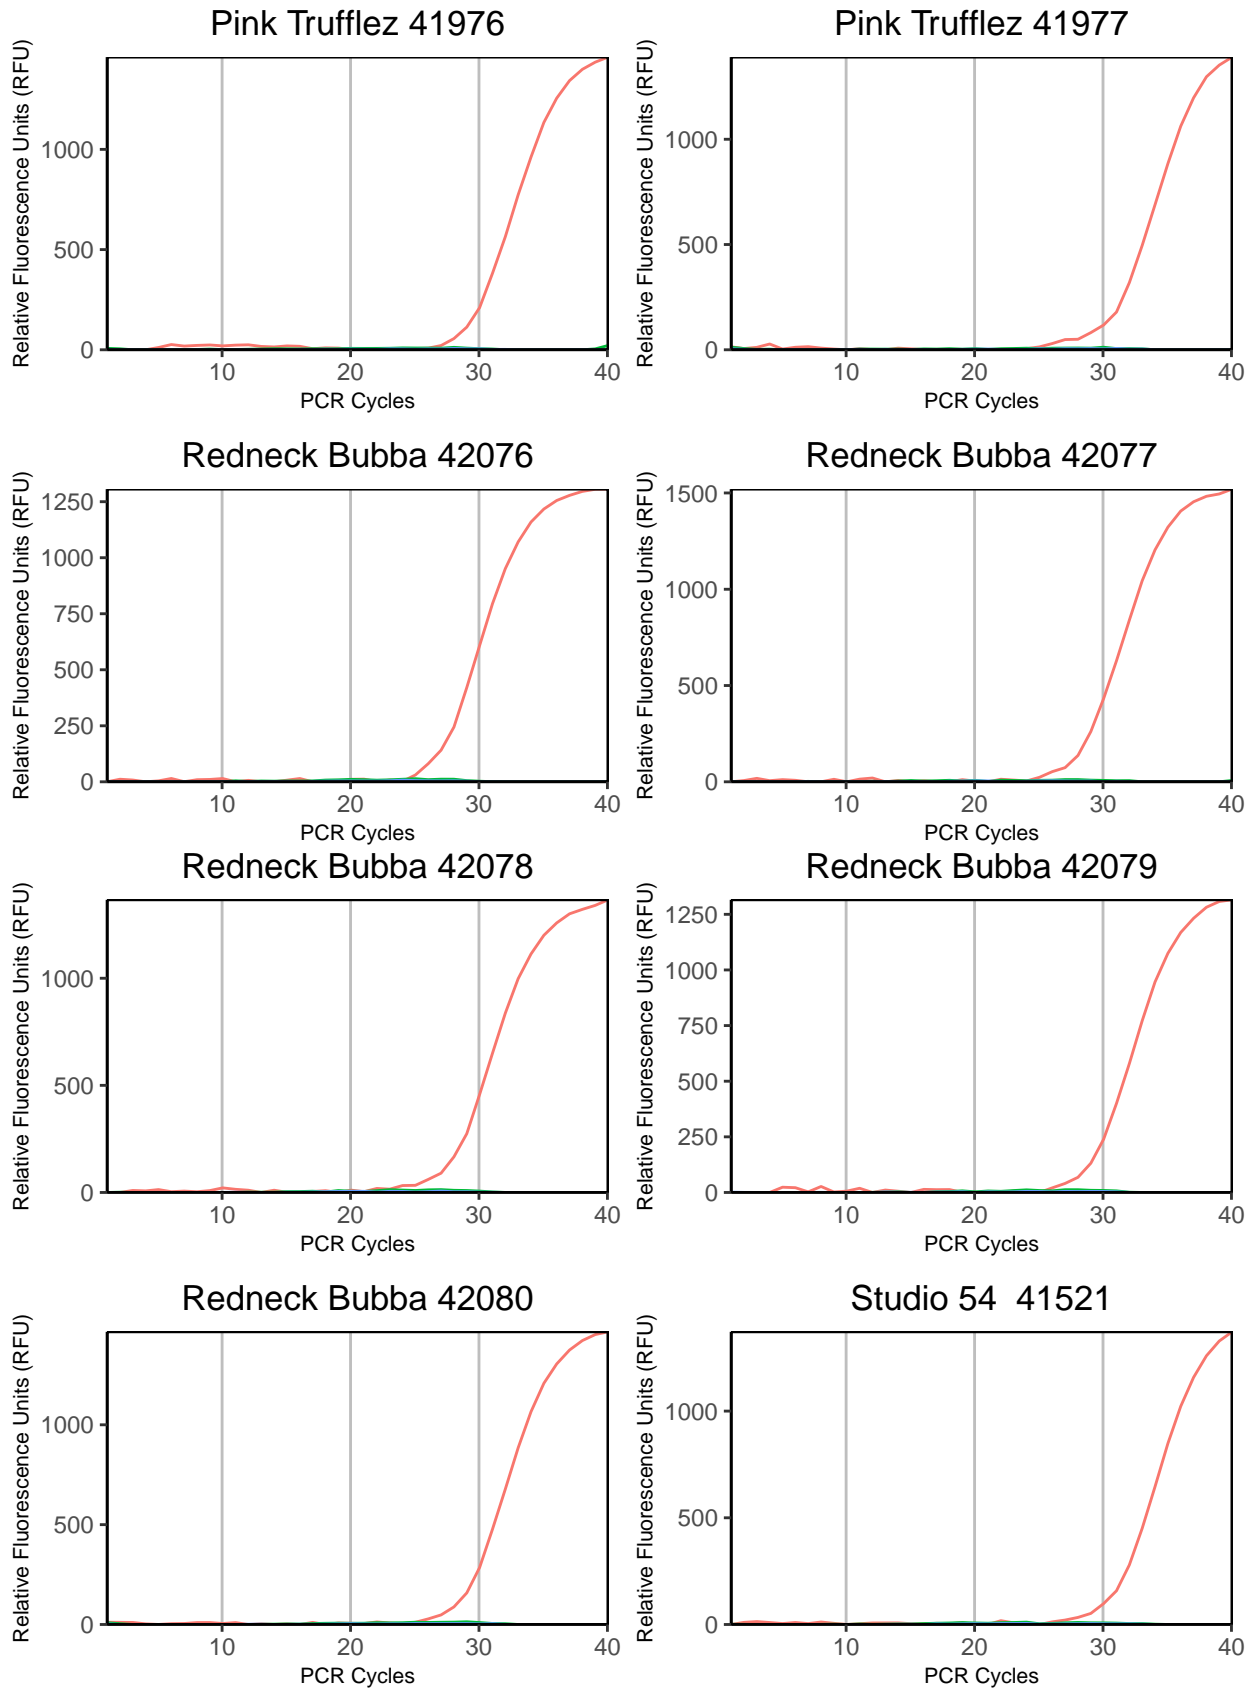 Pink Trufflez 41976
Relative Fluorescence Units (RFU)
1000
500
0
10 20 30 40
PCR Cycles
Pink Trufflez 41977
Relative Fluorescence Units (RFU)
1000
500
0
10 20 30 40
PCR Cycles
Redneck Bubba 42076
Relative Fluorescence Units (RFU)
1250
1000
750
500
250
0
10 20 30 40
PCR Cycles
Redneck Bubba 42077
Relative Fluorescence Units (RFU)
1500
1000
500
0
10 20 30 40
PCR Cycles
Redneck Bubba 42078
Relative Fluorescence Units (RFU)
1000
500
0
10 20 30 40
PCR Cycles
Redneck Bubba 42079
Relative Fluorescence Units (RFU)
1250
1000
750
500
250
0
10 20 30 40
PCR Cycles
Redneck Bubba 42080
Relative Fluorescence Units (RFU)
1000
500
0
10 20 30 40
PCR Cycles
Studio 54  41521
Relative Fluorescence Units (RFU)
1000
500
0
10 20 30 40
PCR Cycles